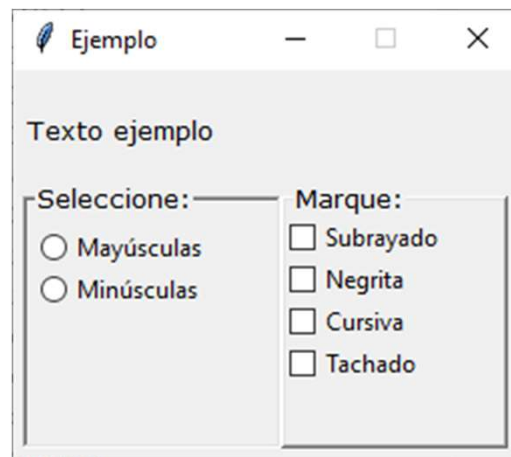 Ejemplo
Texto ejemplo
Seleccione:
Mayúsculas
Minúsculas
Marque:
Subrayado
Negrita
Cursiva
Tachado